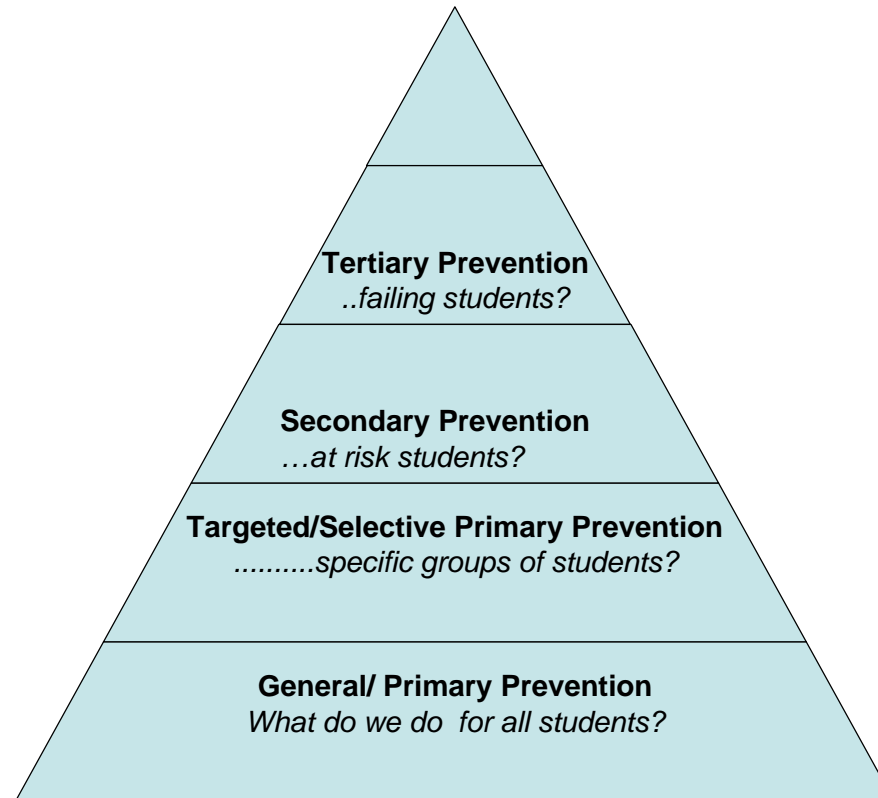 Tertiary Prevention
..failing students?
Secondary Prevention
…at risk students?
Targeted/Selective Primary Prevention
..........specific groups of students?
General/ Primary Prevention
What do we do  for all students?